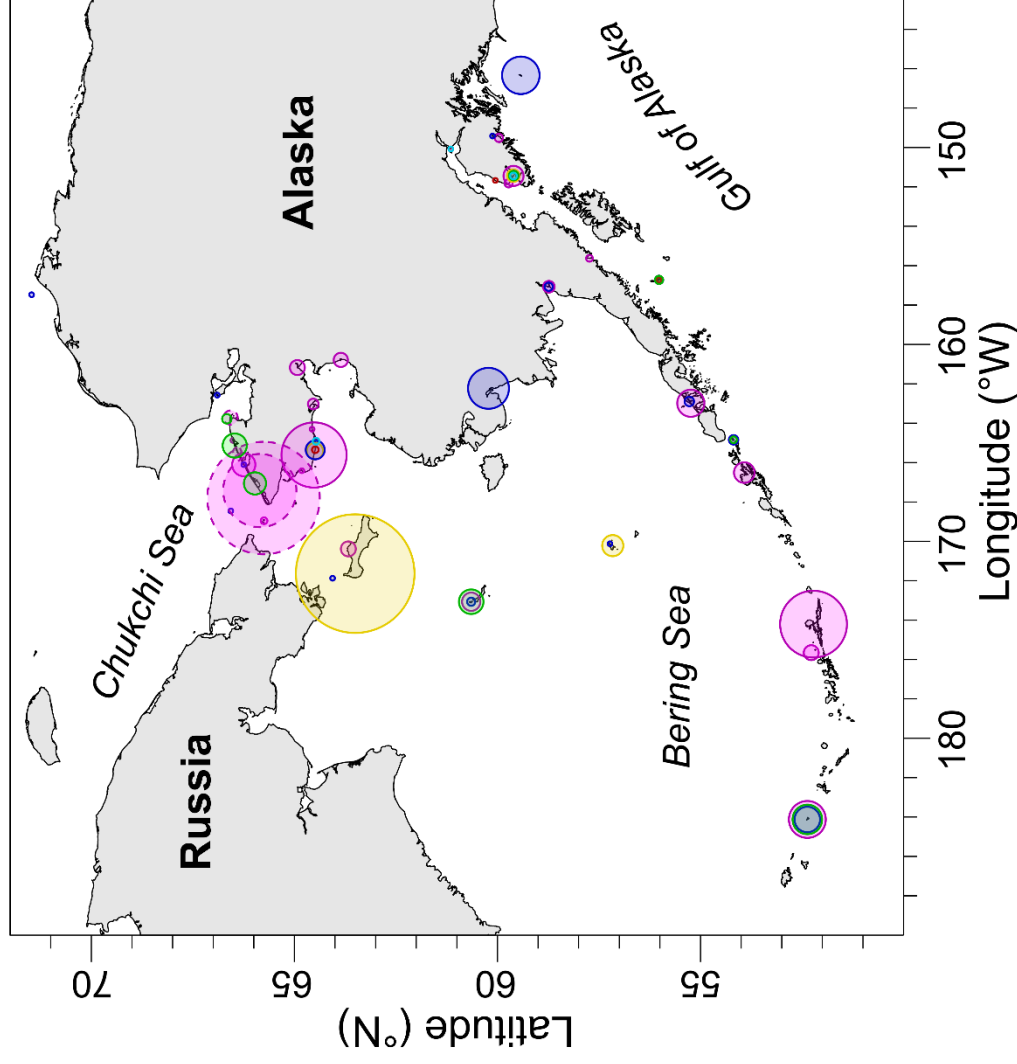 Chukchi Sea
Russia
Alaska
Gulf of Alaska
Bering Sea
Latitude (°N)
70
65
60
55
Longitude (°W)
180
170
160
150